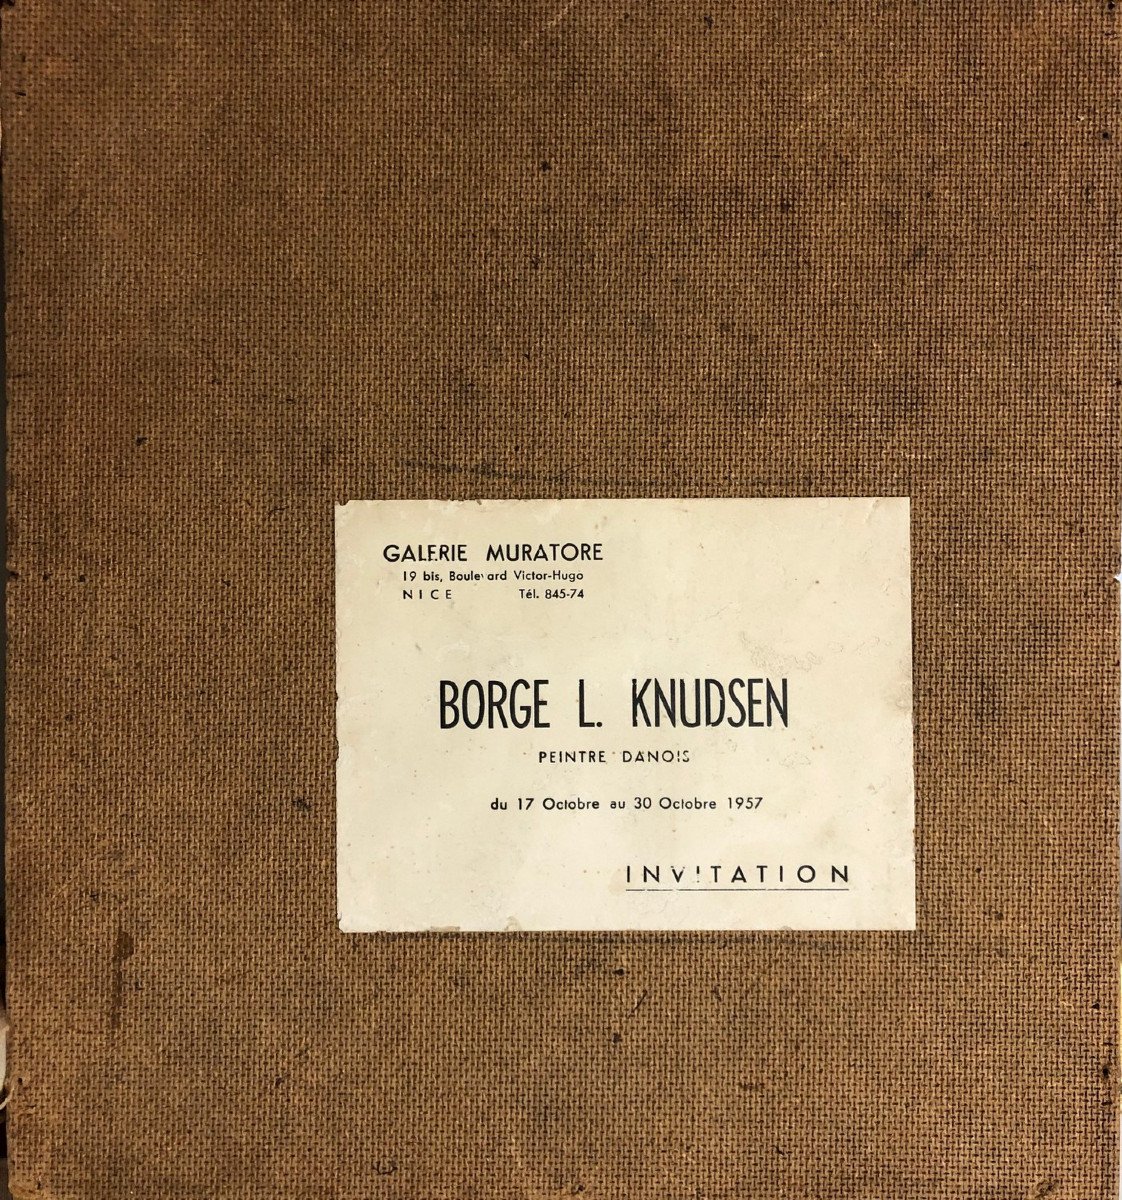 GALERIE MURATORE
19 bis, Boulevard Victor-Hugo
NICE Tél. 845-74
BORGE L. KNUDSEN
PEINTRE DANOIS
du 17 Octobre au 30 Octobre 1957
INVITATION